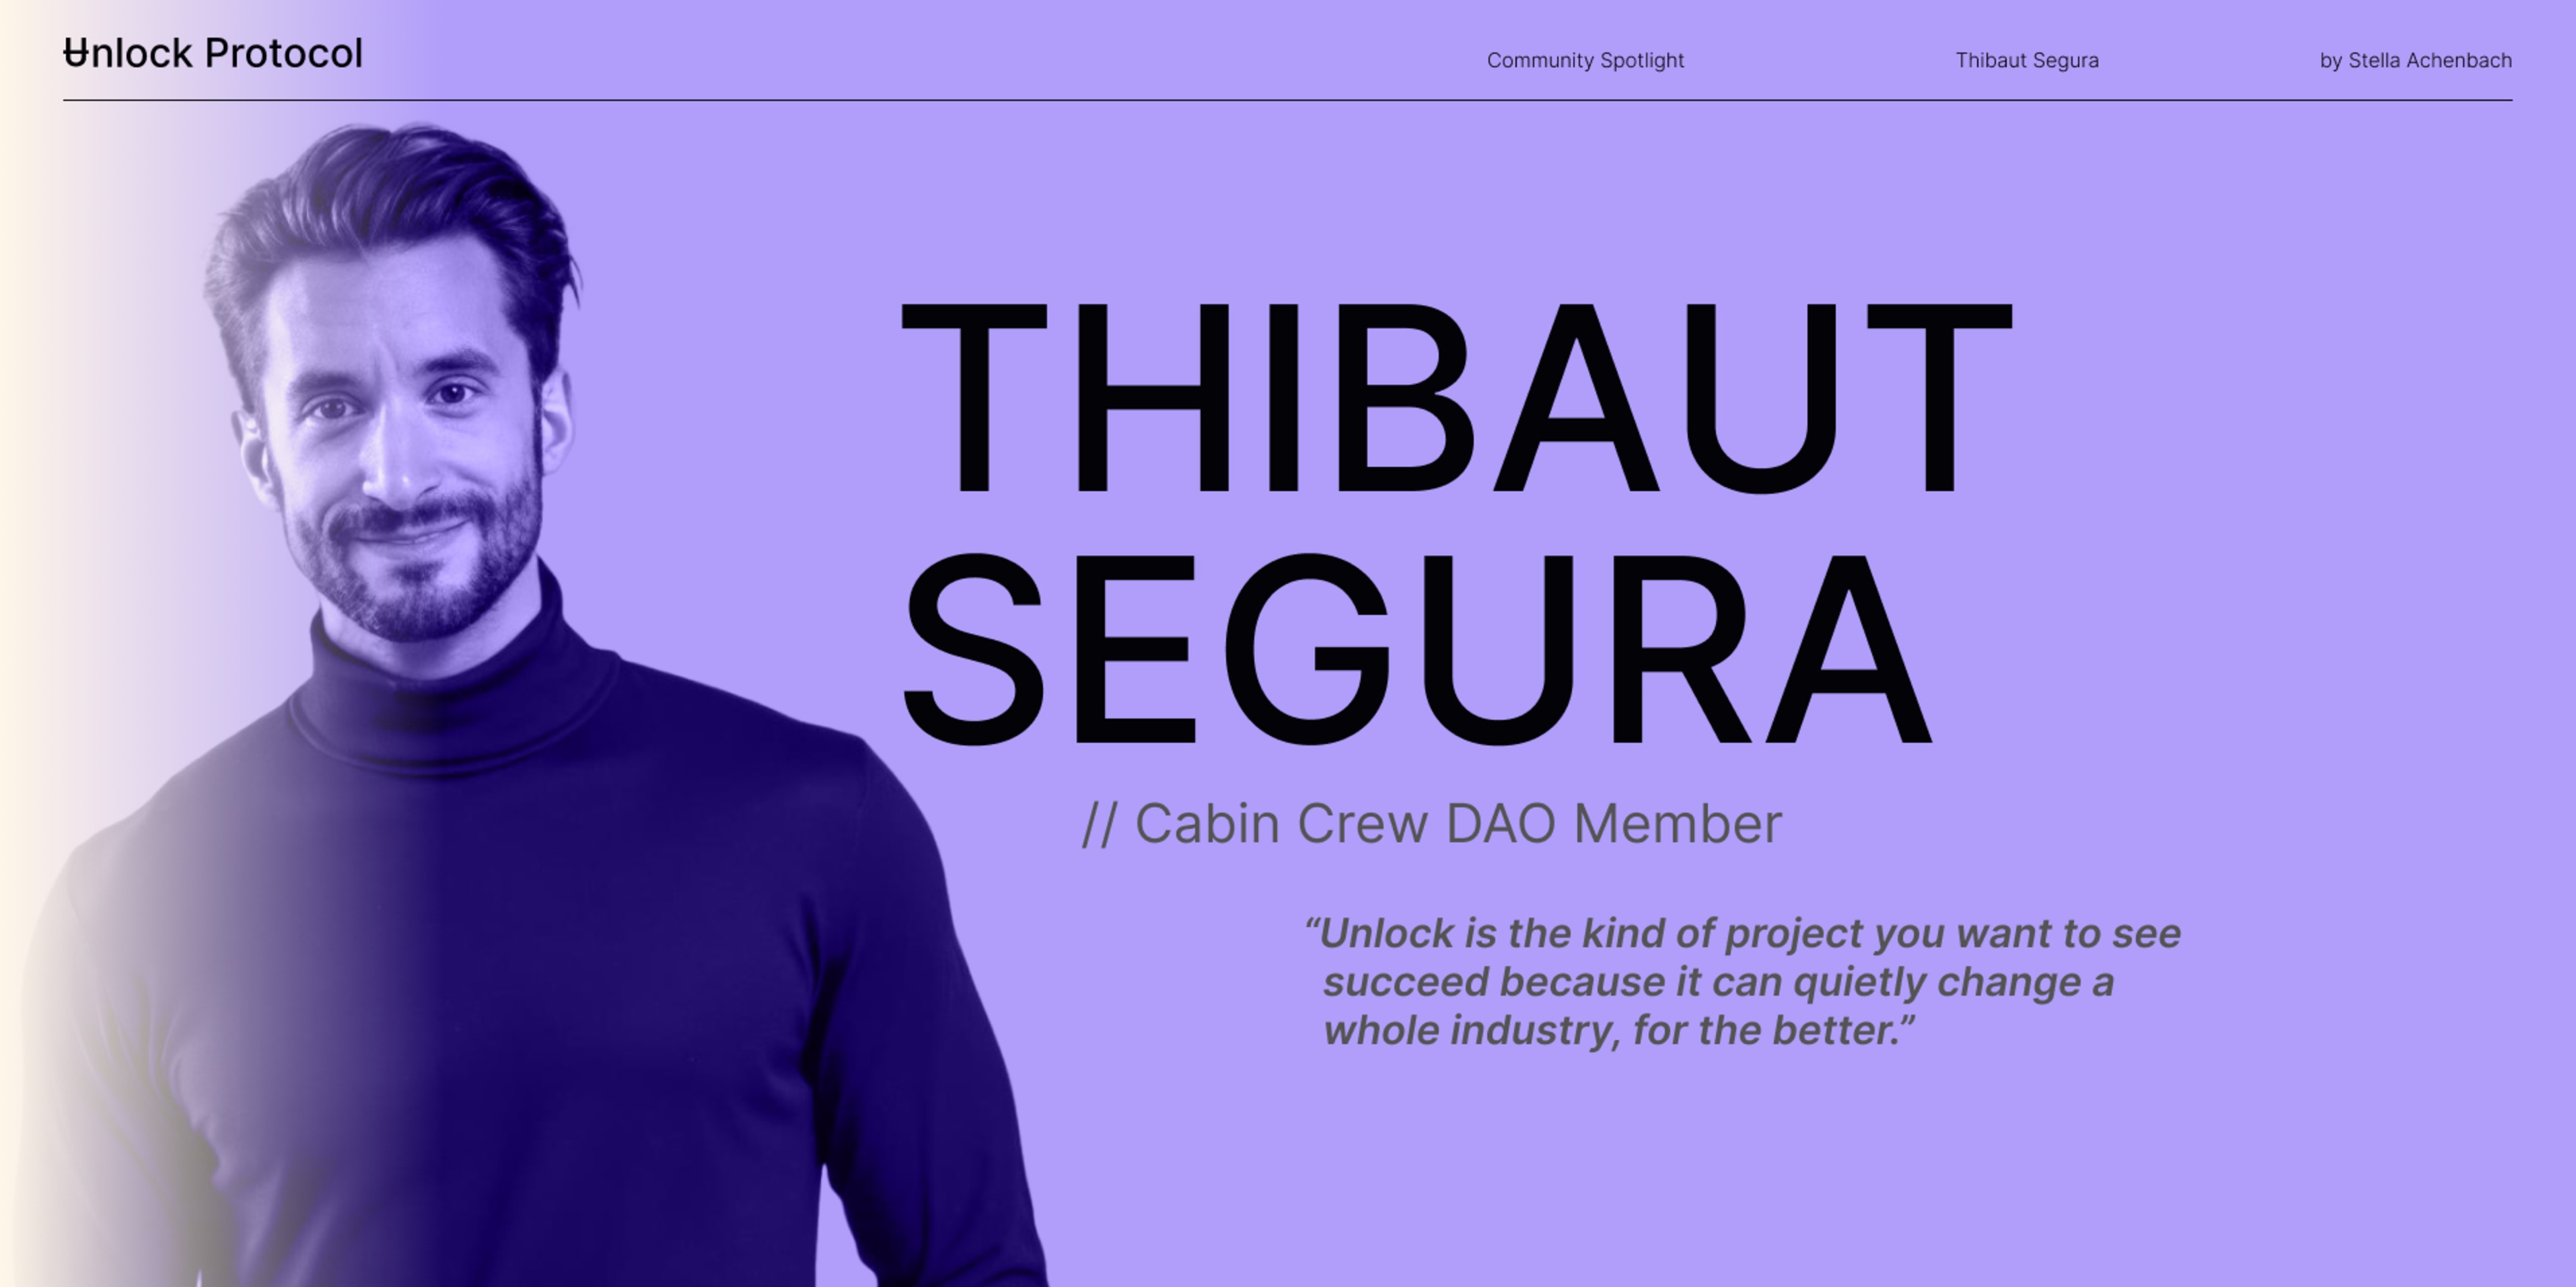 Ʉnlock Protocol
Community Spotlight
Thibaut Segura
by Stella Achenbach
THIBAUT
SEGURA
// Cabin Crew DAO Member
“Unlock is the kind of project you want to see
succeed because it can quietly change a
whole industry, for the better.”